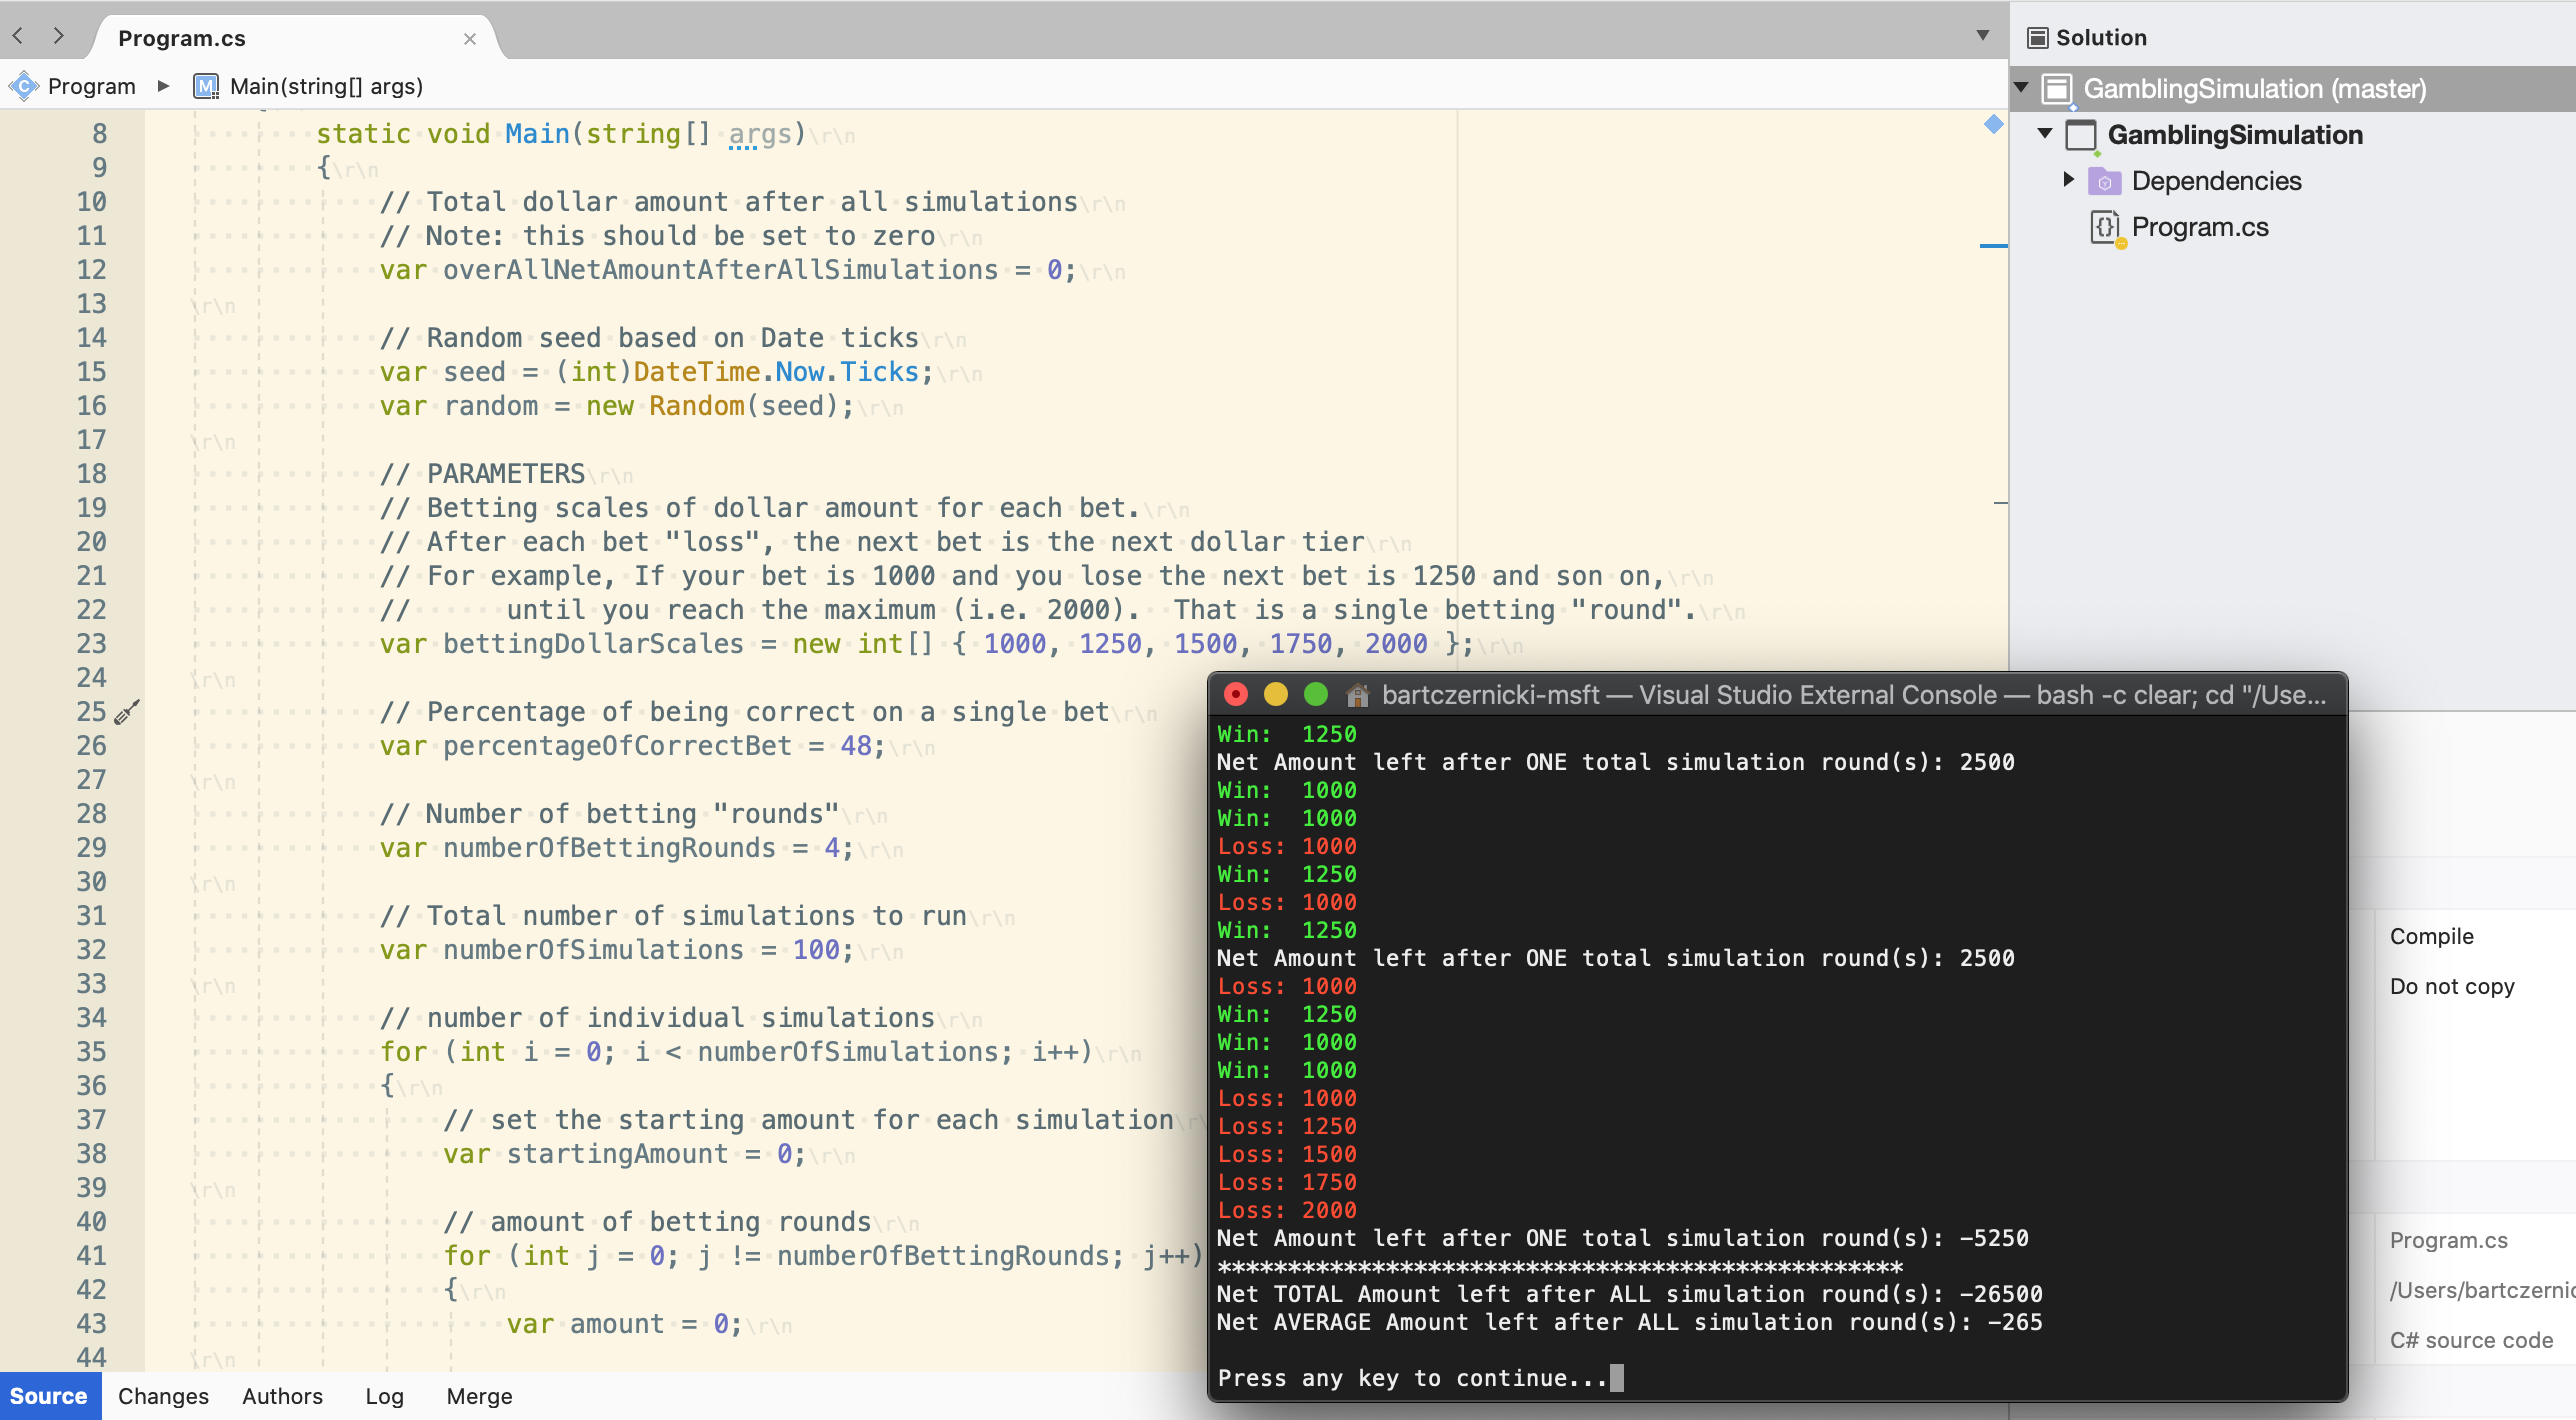 Program.cs
Program ▸ Main(string[] args)
8 static void Main(string[] args)\r\n
9 {\r\n
10 // Total dollar amount after all simulations\r\n
11 // Note: this should be set to zero\r\n
12 var overAllNetAmountAfterAllSimulations = 0;\r\n
13 \r\n
14 // Random seed based on Date ticks\r\n
15 var seed = (int)DateTime.Now.Ticks;\r\n
16 var random = new Random(seed);\r\n
17 \r\n
18 // PARAMETERS\r\n
19 // Betting scales of dollar amount for each bet.\r\n
20 // After each bet "loss", the next bet is the next dollar tier\r\n
21 // For example, If your bet is 1000 and you lose the next bet is 1250 and son on,\r\n
22 //      until you reach the maximum (i.e. 2000).  That is a single betting "round".\r\n
23 var bettingDollarScales = new int[] { 1000, 1250, 1500, 1750, 2000 };\r\n
24 \r\n
25 // Percentage of being correct on a single bet\r\n
26 var percentageOfCorrectBet = 48;\r\n
27 \r\n
28 // Number of betting "rounds"\r\n
29 var numberOfBettingRounds = 4;\r\n
30 \r\n
31 // Total number of simulations to run\r\n
32 var numberOfSimulations = 100;\r\n
33 \r\n
34 // number of individual simulations\r\n
35 for (int i = 0; i < numberOfSimulations; i++)\r\n
36 {\r\n
37 // set the starting amount for each simulation\r\
38 var startingAmount = 0;\r\n
39 \r\n
40 // amount of betting rounds\r\n
41 for (int j = 0; j != numberOfBettingRounds; j++)
42 {\r\n
43 var amount = 0;\r\n
44 \r\n
Source Changes Authors Log Merge
Solution
GamblingSimulation (master)
GamblingSimulation
Dependencies
Program.cs
bartczernicki-msft — Visual Studio External Console — bash -c clear; cd "/Use...
Win:  1250
Net Amount left after ONE total simulation round(s): 2500
Win:  1000
Win:  1000
Loss: 1000
Win:  1250
Loss: 1000
Win:  1250
Net Amount left after ONE total simulation round(s): 2500
Loss: 1000
Win:  1250
Win:  1000
Win:  1000
Loss: 1000
Loss: 1250
Loss: 1500
Loss: 1750
Loss: 2000
Net Amount left after ONE total simulation round(s): -5250
*************************************************
Net TOTAL Amount left after ALL simulation round(s): -26500
Net AVERAGE Amount left after ALL simulation round(s): -265
Press any key to continue...
Compile
Do not copy
Program.cs
/Users/bartczernic
C# source code